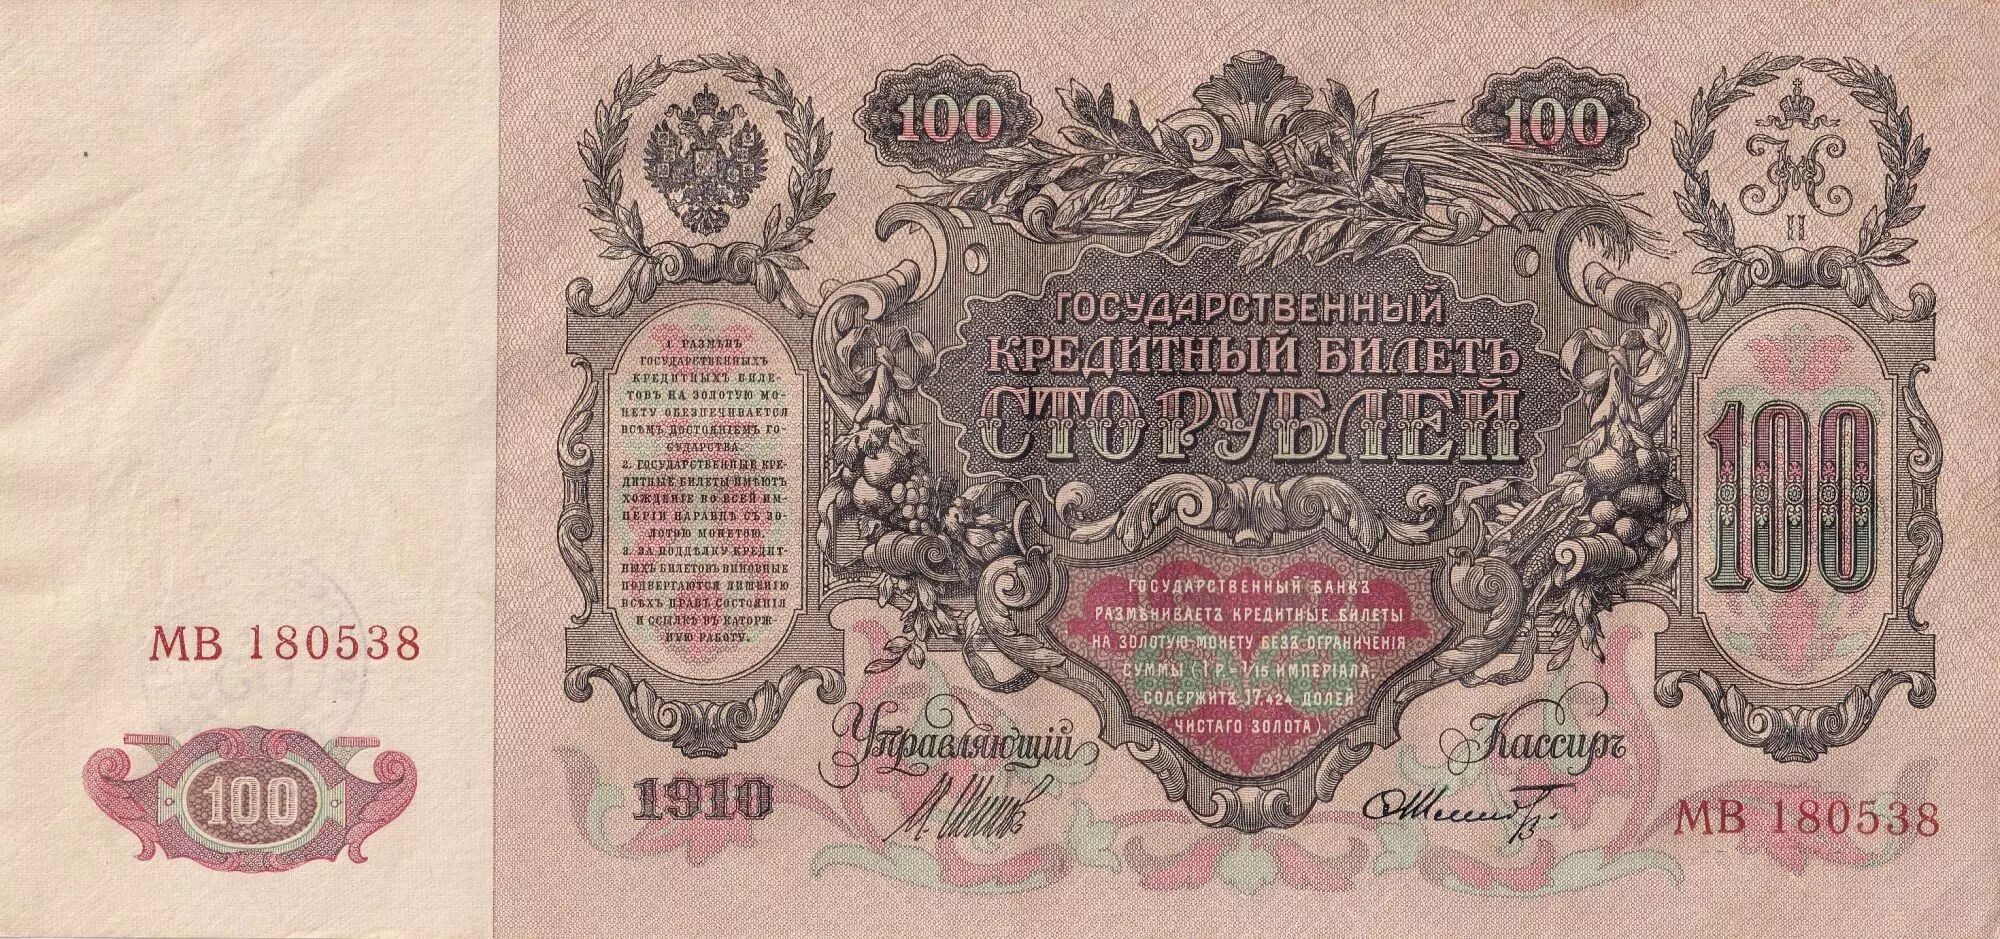 100
100
Н
II
1. РАЗМѢНЪ
ГОСУДАРСТВЕННЫХЪ
КРЕДИТНЫХЪ БИЛЕ-
ТОВЪ НА ЗОЛОТУЮ МО-
НЕТУ ОБЕЗПЕЧИВАЕТСЯ
ВСѢМЪ ДОСТОЯНІЕМЪ ГО-
СУДАРСТВА.
2. ГОСУДАРСТВЕННЫЕ КРЕ-
ДИТНЫЕ БИЛЕТЫ ИМѢЮТЪ
ХОЖДЕНІЕ ВО ВСЕЙ ИМ-
ПЕРІИ НАРАВНѢ СЪ ЗО-
ЛОТОЮ МОНЕТОЮ.
3. ЗА ПОДДѢЛКУ КРЕДИТ-
НЫХЪ БИЛЕТОВЪ ВИНОВНЫЕ
ПОДВЕРГАЮТСЯ ЛИШЕНІЮ
ВСѢХЪ ПРАВЪ СОСТОЯНІЯ
И ССЫЛКѢ ВЪ КАТОРЖ-
НУЮ РАБОТУ.
ГОСУДАРСТВЕННЫЙ
КРЕДИТНЫЙ БИЛЕТЪ
СТО РУБЛЕЙ
100
ГОСУДАРСТВЕННЫЙ БАНКЪ
РАЗМѢНИВАЕТЪ КРЕДИТНЫЕ БИЛЕТЫ
НА ЗОЛОТУЮ МОНЕТУ БЕЗЪ ОГРАНИЧЕНІЯ
СУММЫ (1 Р.= 1/15 ИМПЕРІАЛА,
СОДЕРЖИТЪ 17,424 ДОЛЕЙ
ЧИСТАГО ЗОЛОТА).
Управляющій
Кассиръ
1910
МВ 180538
МВ 180538
100